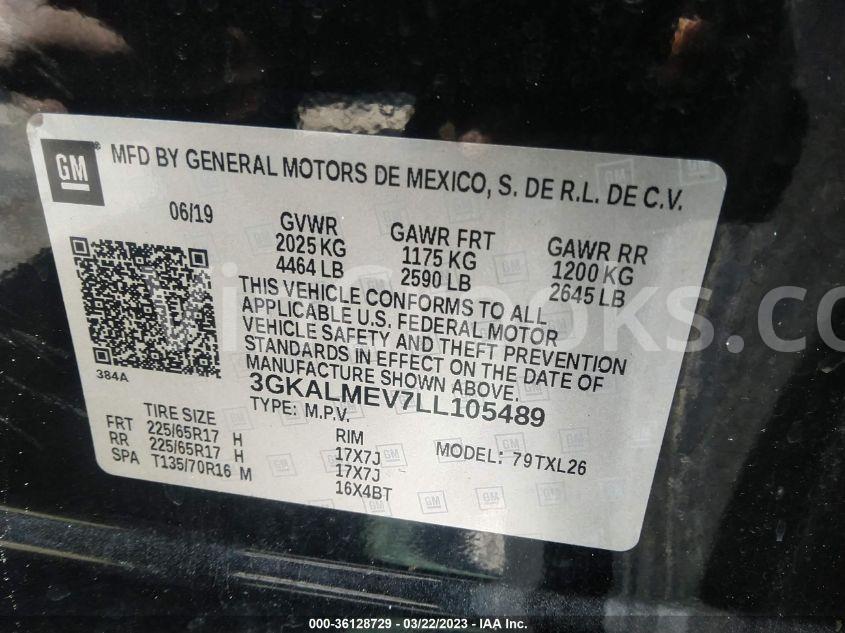 GM
MFD BY GENERAL MOTORS DE MEXICO, S. DE R.L. DE C.V.
06/19
GVWR GAWR FRT GAWR RR
2025 KG 1175 KG 1200 KG
4464 LB 2590 LB 2645 LB
THIS VEHICLE CONFORMS TO ALL
APPLICABLE U.S. FEDERAL MOTOR
VEHICLE SAFETY AND THEFT PREVENTION
STANDARDS IN EFFECT ON THE DATE OF
MANUFACTURE SHOWN ABOVE.
384A
3GKALMEV7LL105489
TYPE: M.P.V.
MODEL: 79TXL26
TIRE SIZE RIM
FRT 225/65R17 H 17X7J
RR 225/65R17 H 17X7J
SPA T135/70R16 M 16X4BT
000-36128729 - 03/22/2023 - IAA Inc.